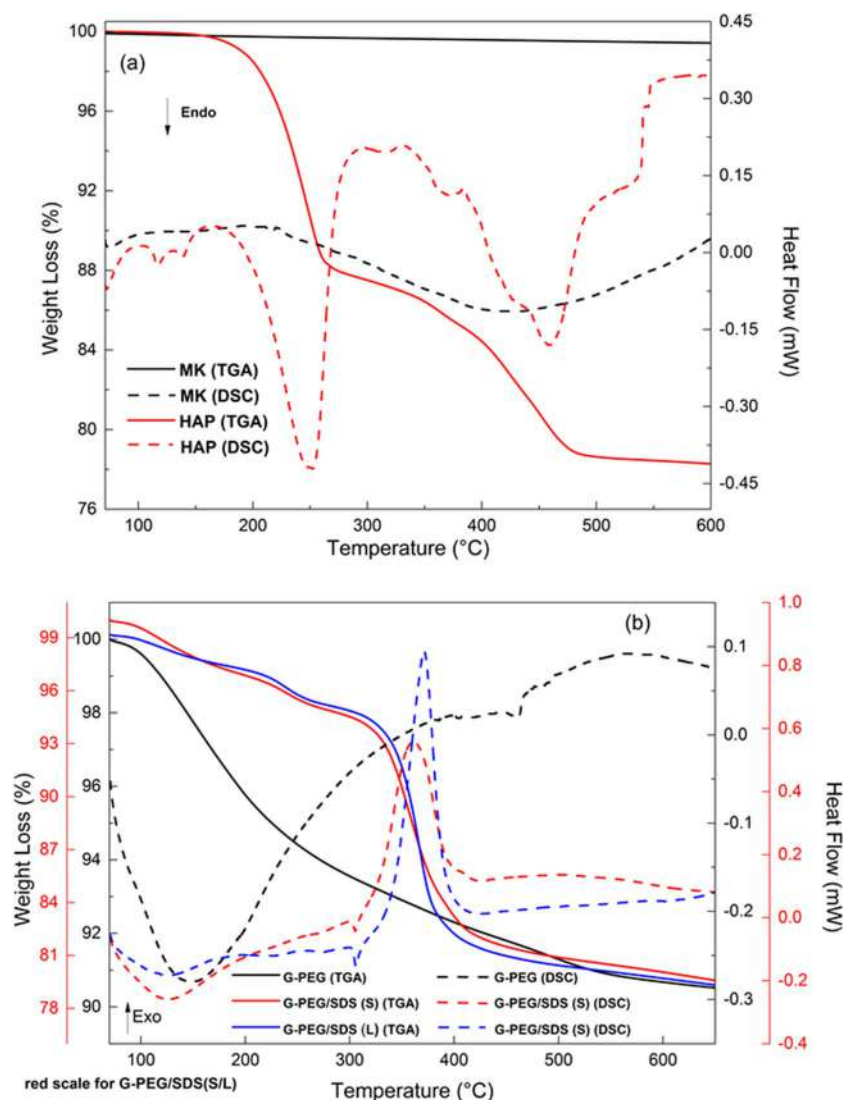 (a)
Endo
MK (TGA)
MK (DSC)
HAP (TGA)
HAP (DSC)
Weight Loss (%)
100
96
92
88
84
80
76
Heat Flow (mW)
0.45
0.30
0.15
0.00
-0.15
-0.30
-0.45
100 200 300 400 500 600
Temperature (°C)
(b)
Weight Loss (%)
99
96
93
90
87
84
81
78
100
98
96
94
92
90
0.1
0.0
-0.1
-0.2
-0.3
1.0
0.8
0.6
0.4
0.2
0.0
-0.2
-0.4
Heat Flow (mW)
G-PEG (TGA) G-PEG (DSC)
G-PEG/SDS (S) (TGA) G-PEG/SDS (S) (DSC)
G-PEG/SDS (L) (TGA) G-PEG/SDS (S) (DSC)
Exo
100 200 300 400 500 600
red scale for G-PEG/SDS(S/L)
Temperature (°C)